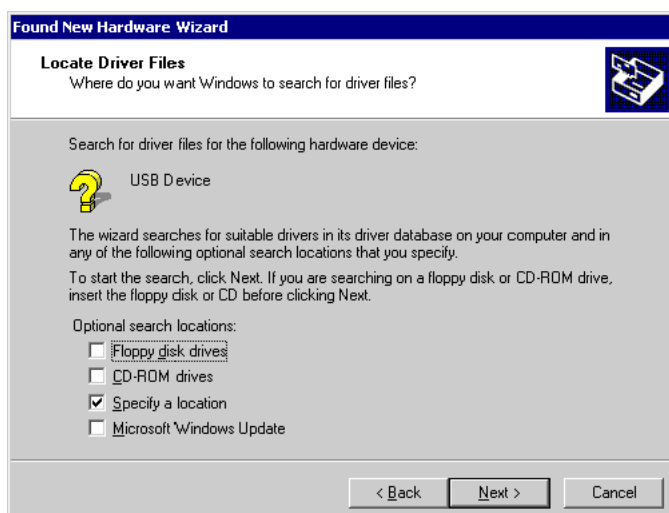 Found New Hardware Wizard
Locate Driver Files
Where do you want Windows to search for driver files?
Search for driver files for the following hardware device:
USB Device
The wizard searches for suitable drivers in its driver database on your computer and in
any of the following optional search locations that you specify.
To start the search, click Next. If you are searching on a floppy disk or CD-ROM drive,
insert the floppy disk or CD before clicking Next.
Optional search locations:
Floppy disk drives
CD-ROM drives
Specify a location
Microsoft Windows Update
< Back Next > Cancel